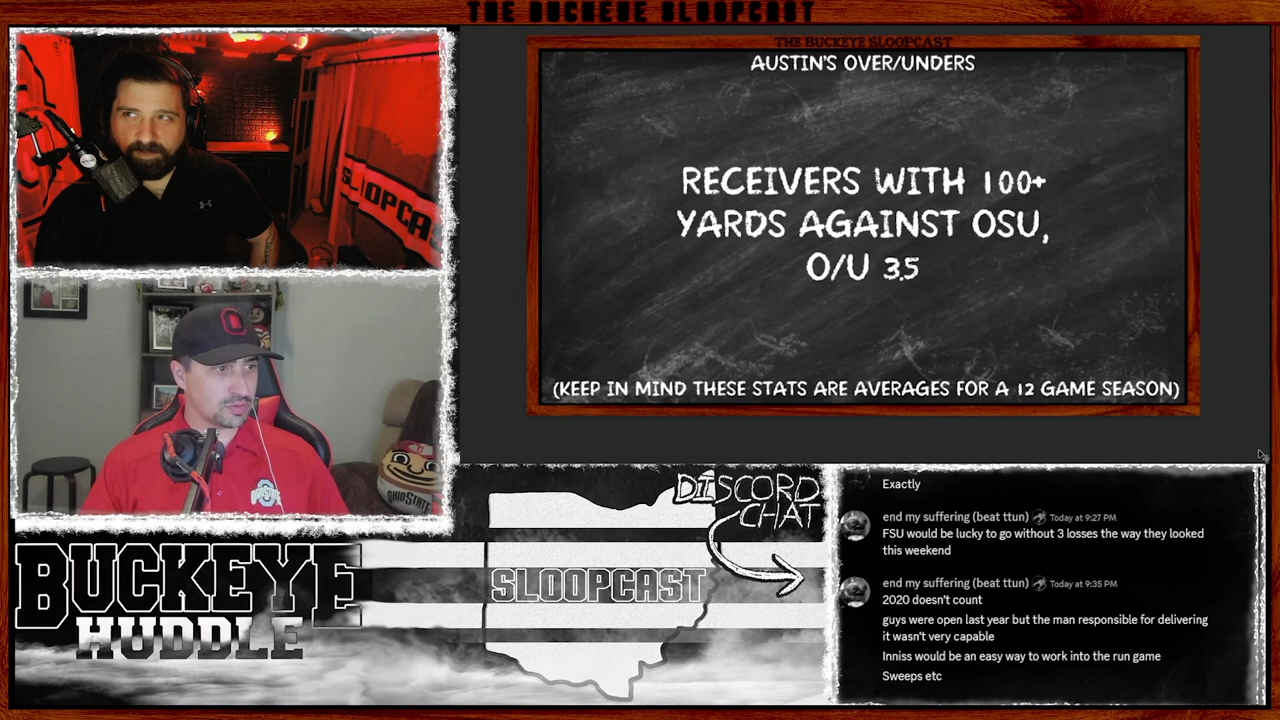 THE BUCKEYE SLOOPCAST
THE BUCKEYE SLOOPCAST
AUSTIN'S OVER/UNDERS
RECEIVERS WITH 100+
YARDS AGAINST OSU,
O/U 3.5
(KEEP IN MIND THESE STATS ARE AVERAGES FOR A 12 GAME SEASON)
SLOOPCA
OHIO STATE
DISCORD
CHAT
BUCKEYE
HUDDLE
SLOOPCAST
Exactly
end my suffering (beat ttun) Today at 9:27 PM
FSU would be lucky to go without 3 losses the way they looked
this weekend
end my suffering (beat ttun) Today at 9:35 PM
2020 doesn't count
guys were open last year but the man responsible for delivering
it wasn't very capable
Inniss would be an easy way to work into the run game
Sweeps etc